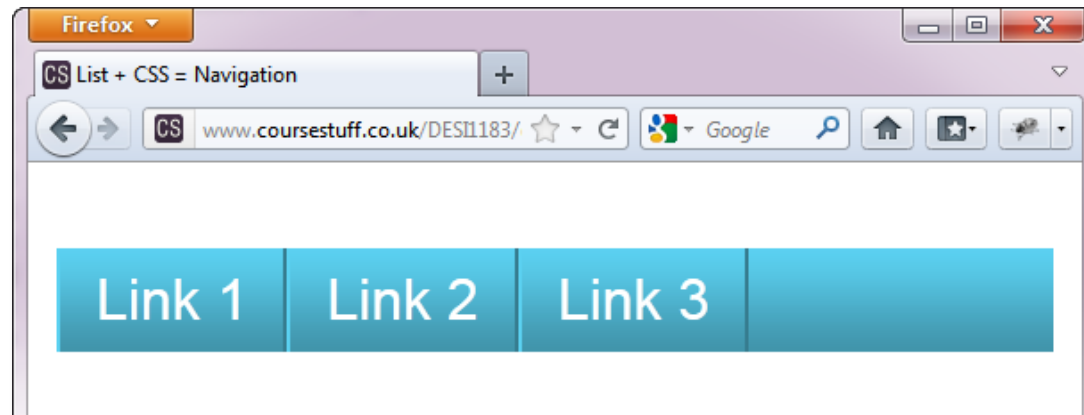 Firefox
CS List + CSS = Navigation
CS www.coursestuff.co.uk/DESI1183/ Google
Link 1 Link 2 Link 3